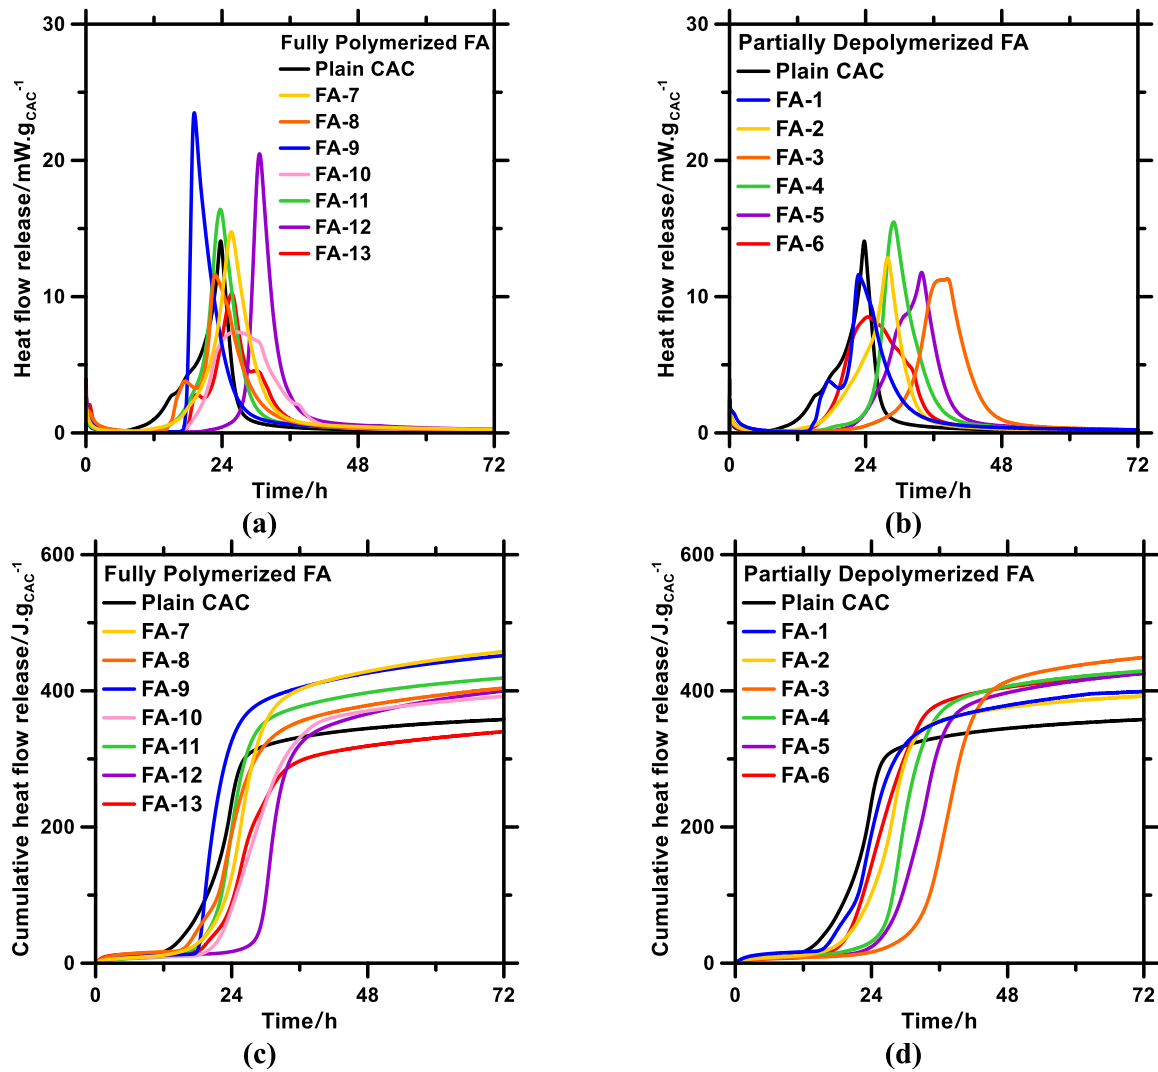 30
20
10
0
0
24
48
72
Heat flow release/mW.g_CAC^-1
Time/h
Fully Polymerized FA
Plain CAC
FA-7
FA-8
FA-9
FA-10
FA-11
FA-12
FA-13
(a)
30
20
10
0
0
24
48
72
Heat flow release/mW.g_CAC^-1
Time/h
Partially Depolymerized FA
Plain CAC
FA-1
FA-2
FA-3
FA-4
FA-5
FA-6
(b)
600
400
200
0
0
24
48
72
Cumulative heat flow release/J.g_CAC^-1
Time/h
Fully Polymerized FA
Plain CAC
FA-7
FA-8
FA-9
FA-10
FA-11
FA-12
FA-13
(c)
600
400
200
0
0
24
48
72
Cumulative heat flow release/J.g_CAC^-1
Time/h
Partially Depolymerized FA
Plain CAC
FA-1
FA-2
FA-3
FA-4
FA-5
FA-6
(d)